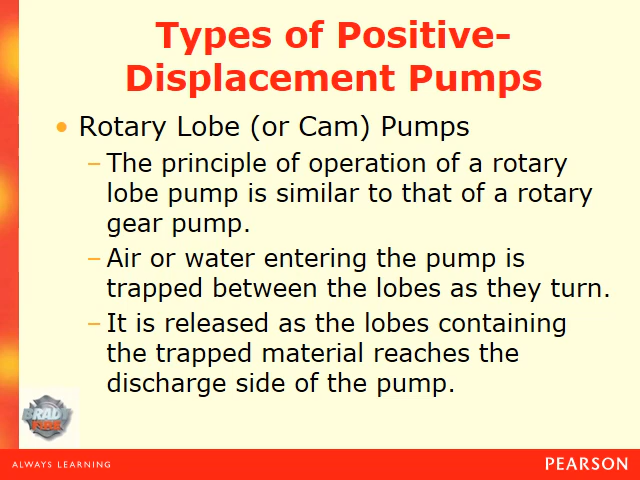 Types of Positive-
Displacement Pumps
• Rotary Lobe (or Cam) Pumps
– The principle of operation of a rotary
lobe pump is similar to that of a rotary
gear pump.
– Air or water entering the pump is
trapped between the lobes as they turn.
– It is released as the lobes containing
the trapped material reaches the
discharge side of the pump.
BRADY
FIRE
ALWAYS LEARNING
PEARSON